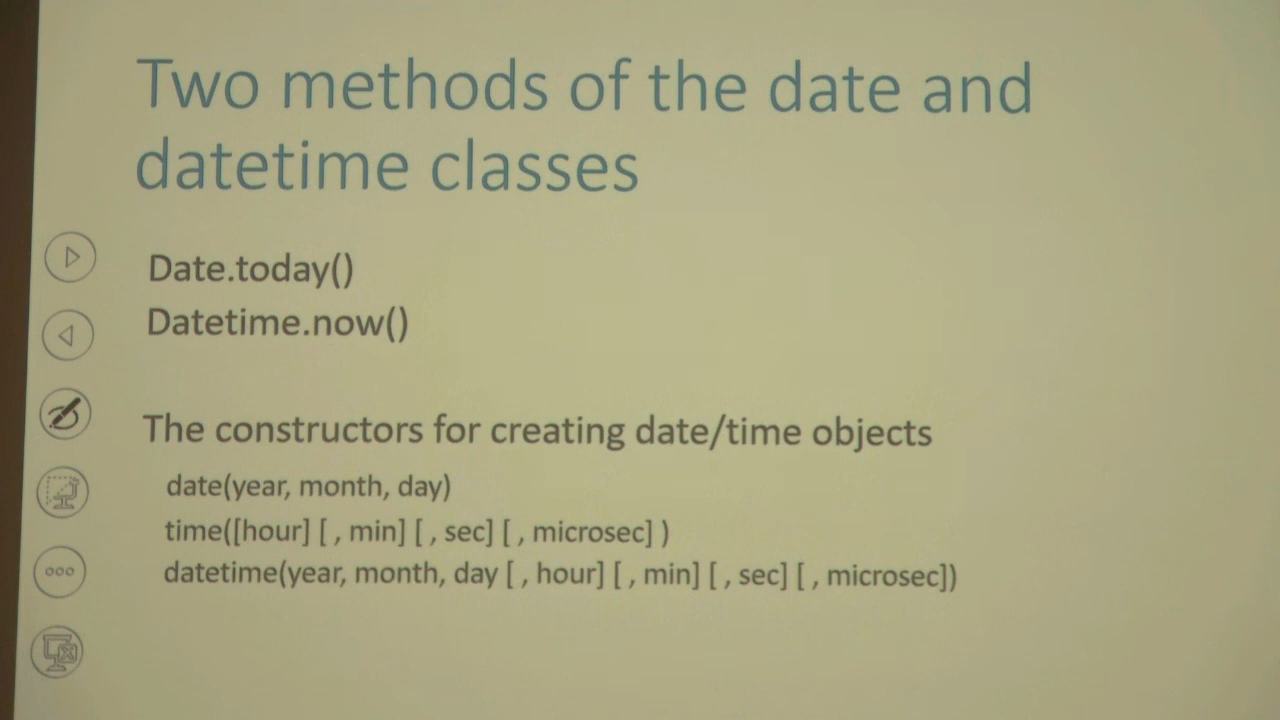 Two methods of the date and
datetime classes
Date.today()
Datetime.now()
The constructors for creating date/time objects
date(year, month, day)
time([hour] [ , min] [ , sec] [ , microsec] )
datetime(year, month, day [ , hour] [ , min] [ , sec] [ , microsec])